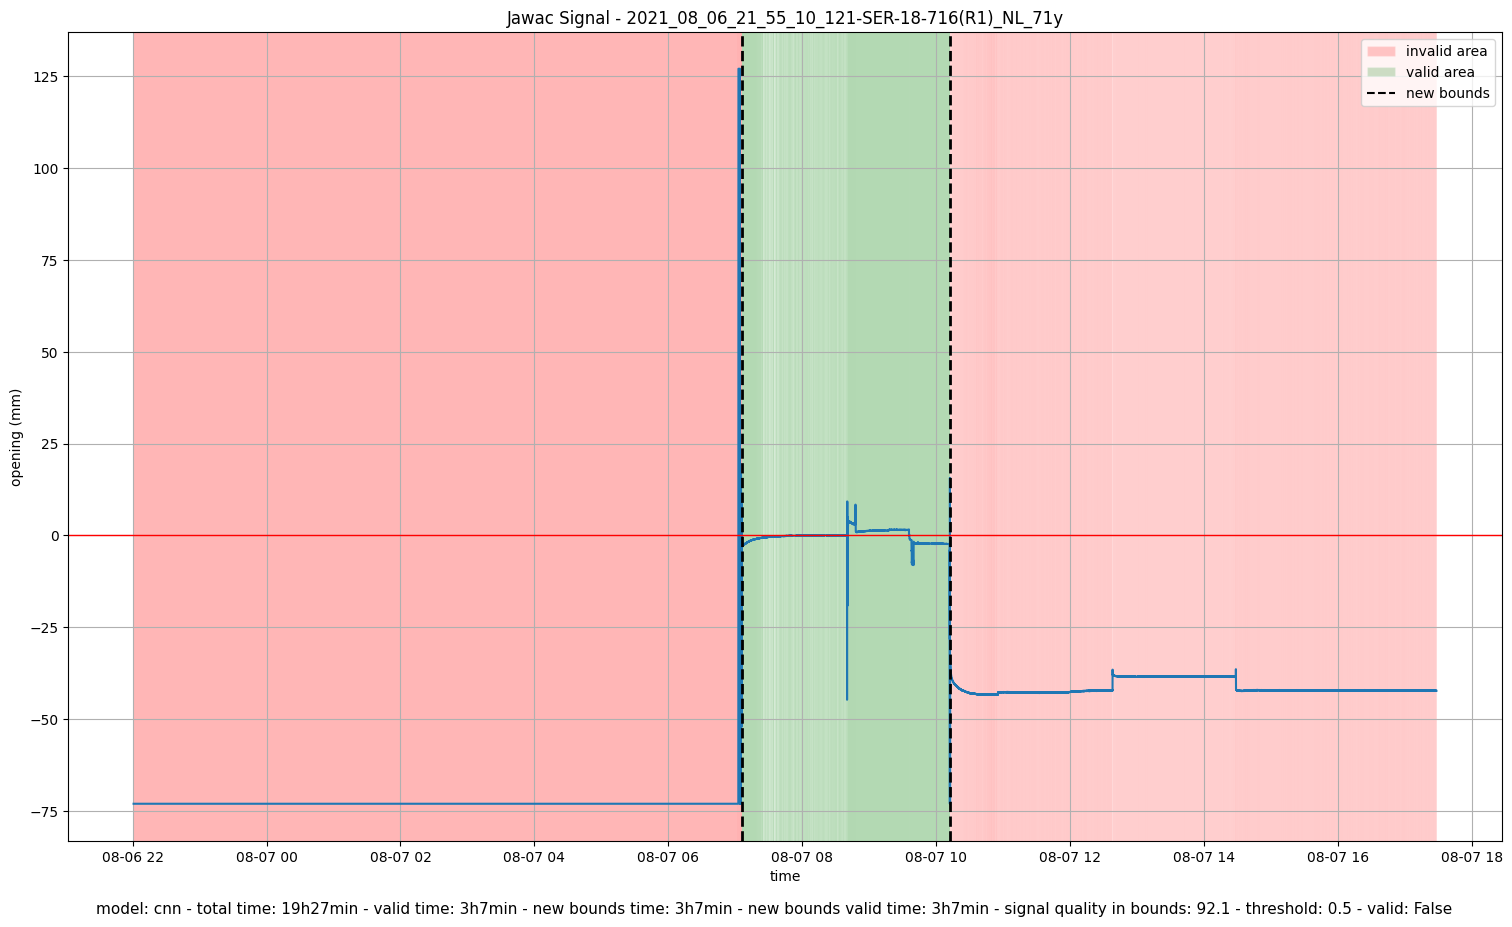 Jawac Signal - 2021_08_06_21_55_10_121-SER-18-716(R1)_NL_71y
invalid area
valid area
new bounds
opening (mm)
125
100
75
50
25
0
−25
−50
−75
08-06 22
08-07 00
08-07 02
08-07 04
08-07 06
08-07 08
08-07 10
08-07 12
08-07 14
08-07 16
08-07 18
time
model: cnn - total time: 19h27min - valid time: 3h7min - new bounds time: 3h7min - new bounds valid time: 3h7min - signal quality in bounds: 92.1 - threshold: 0.5 - valid: False